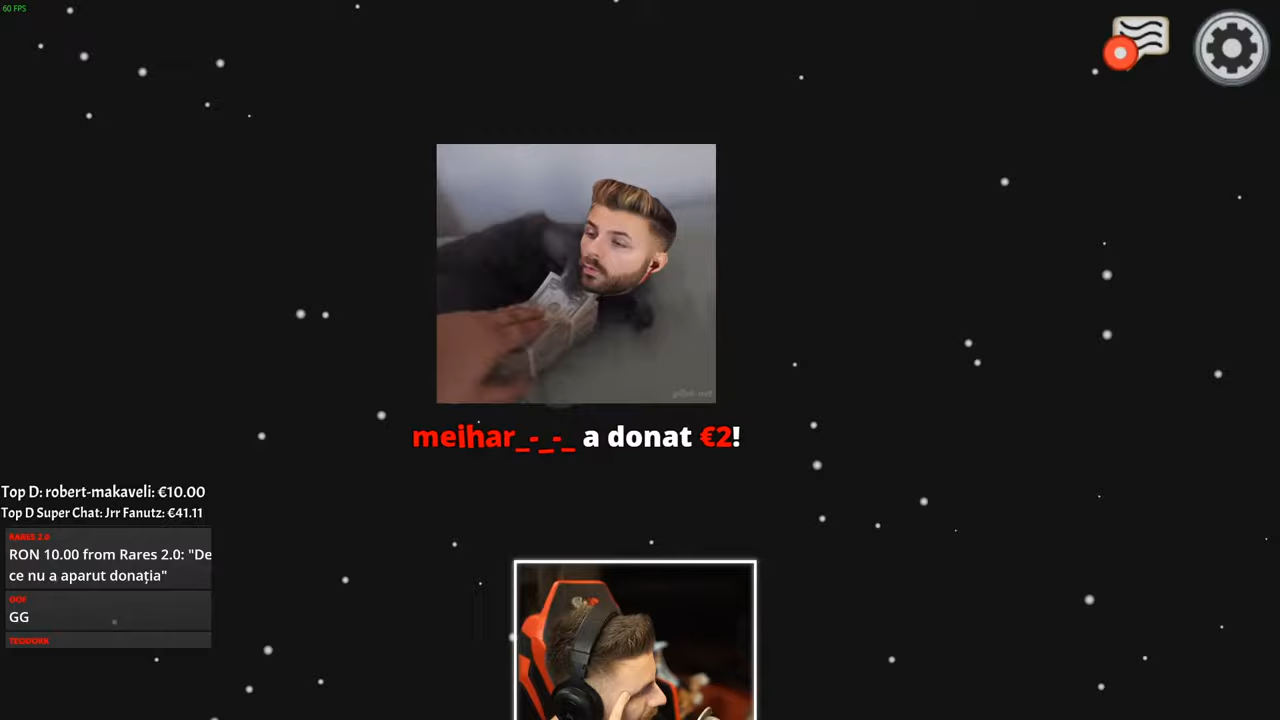 60 FPS
meihar_-_-_ a donat €2!
Top D: robert-makaveli: €10.00
Top D Super Chat: Jrr Fanutz: €41.11
RARES 2.0
RON 10.00 from Rares 2.0: "De
ce nu a aparut donația"
GG
TEODORA